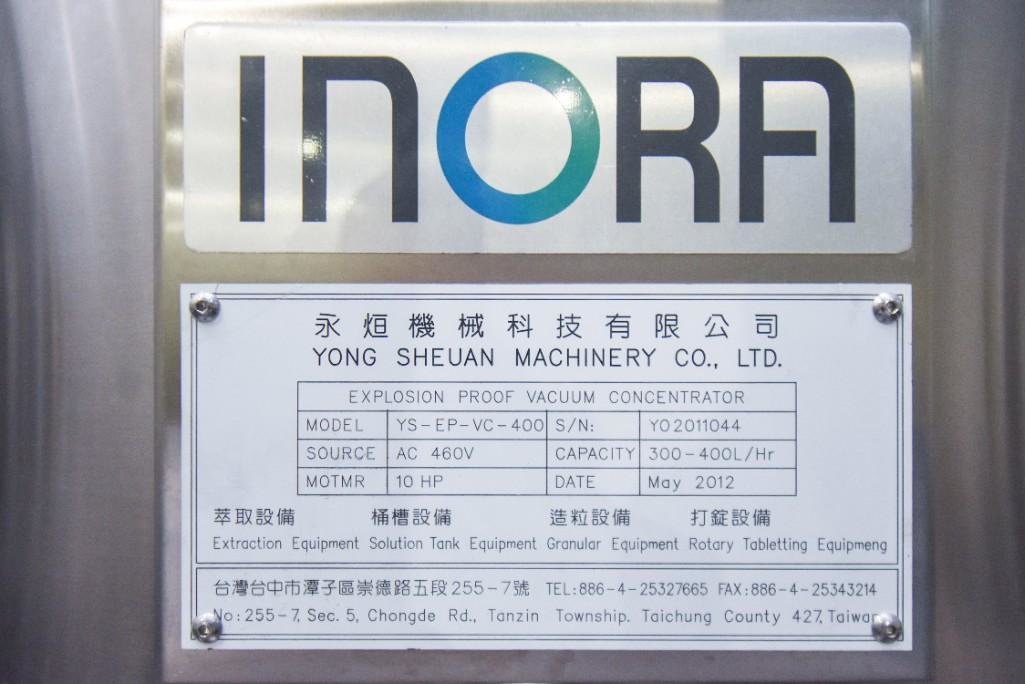 INORA
永烜機械科技有限公司
YONG SHEUAN MACHINERY CO., LTD.
EXPLOSION PROOF VACUUM CONCENTRATOR
MODEL YS-EP-VC-400 S/N: YO2011044
SOURCE AC 460V CAPACITY 300-400L/Hr
MOTMR 10 HP DATE May 2012
萃取設備 桶槽設備 造粒設備 打錠設備
Extraction Equipment Solution Tank Equipment Granular Equipment Rotary Tabletting Equipmeng
台灣台中市潭子區崇德路五段255-7號 TEL:886-4-25327665 FAX:886-4-25343214
No:255-7, Sec. 5, Chongde Rd., Tanzin Township. Taichung County 427, Taiwan